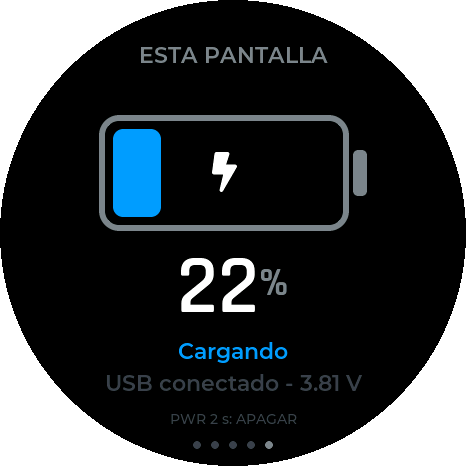 ESTA PANTALLA
22%
Cargando
USB conectado - 3.81 V
PWR 2 s: APAGAR